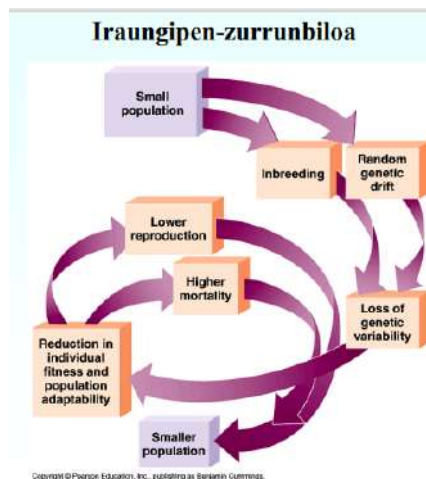 Iraungipen-zurrunbiloa
Small
population
Inbreeding
Random
genetic
drift
Lower
reproduction
Higher
mortality
Loss of
genetic
variability
Reduction in
individual
fitness and
population
adaptability
Smaller
population
Copyright © Pearson Education, Inc., publishing as Benjamin Cummings.